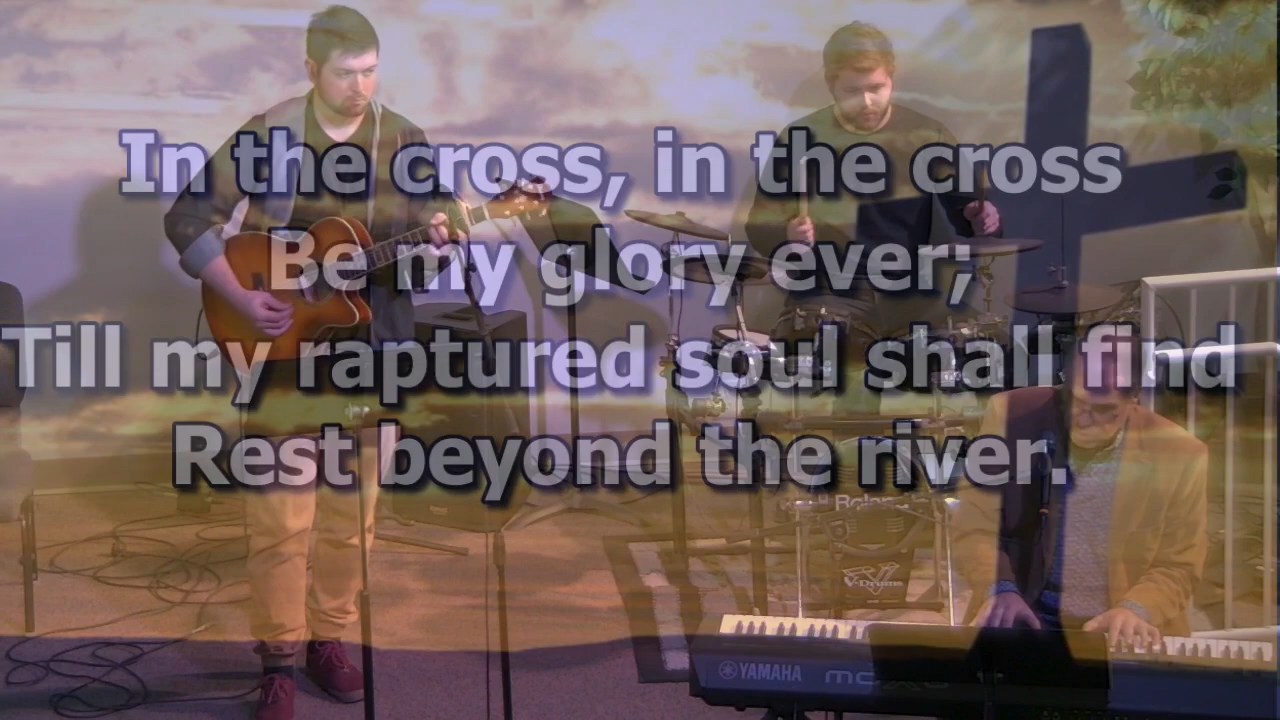 In the cross, in the cross
Be my glory ever;
Till my raptured soul shall find
Rest beyond the river.
Roland
V-Drums
YAMAHA